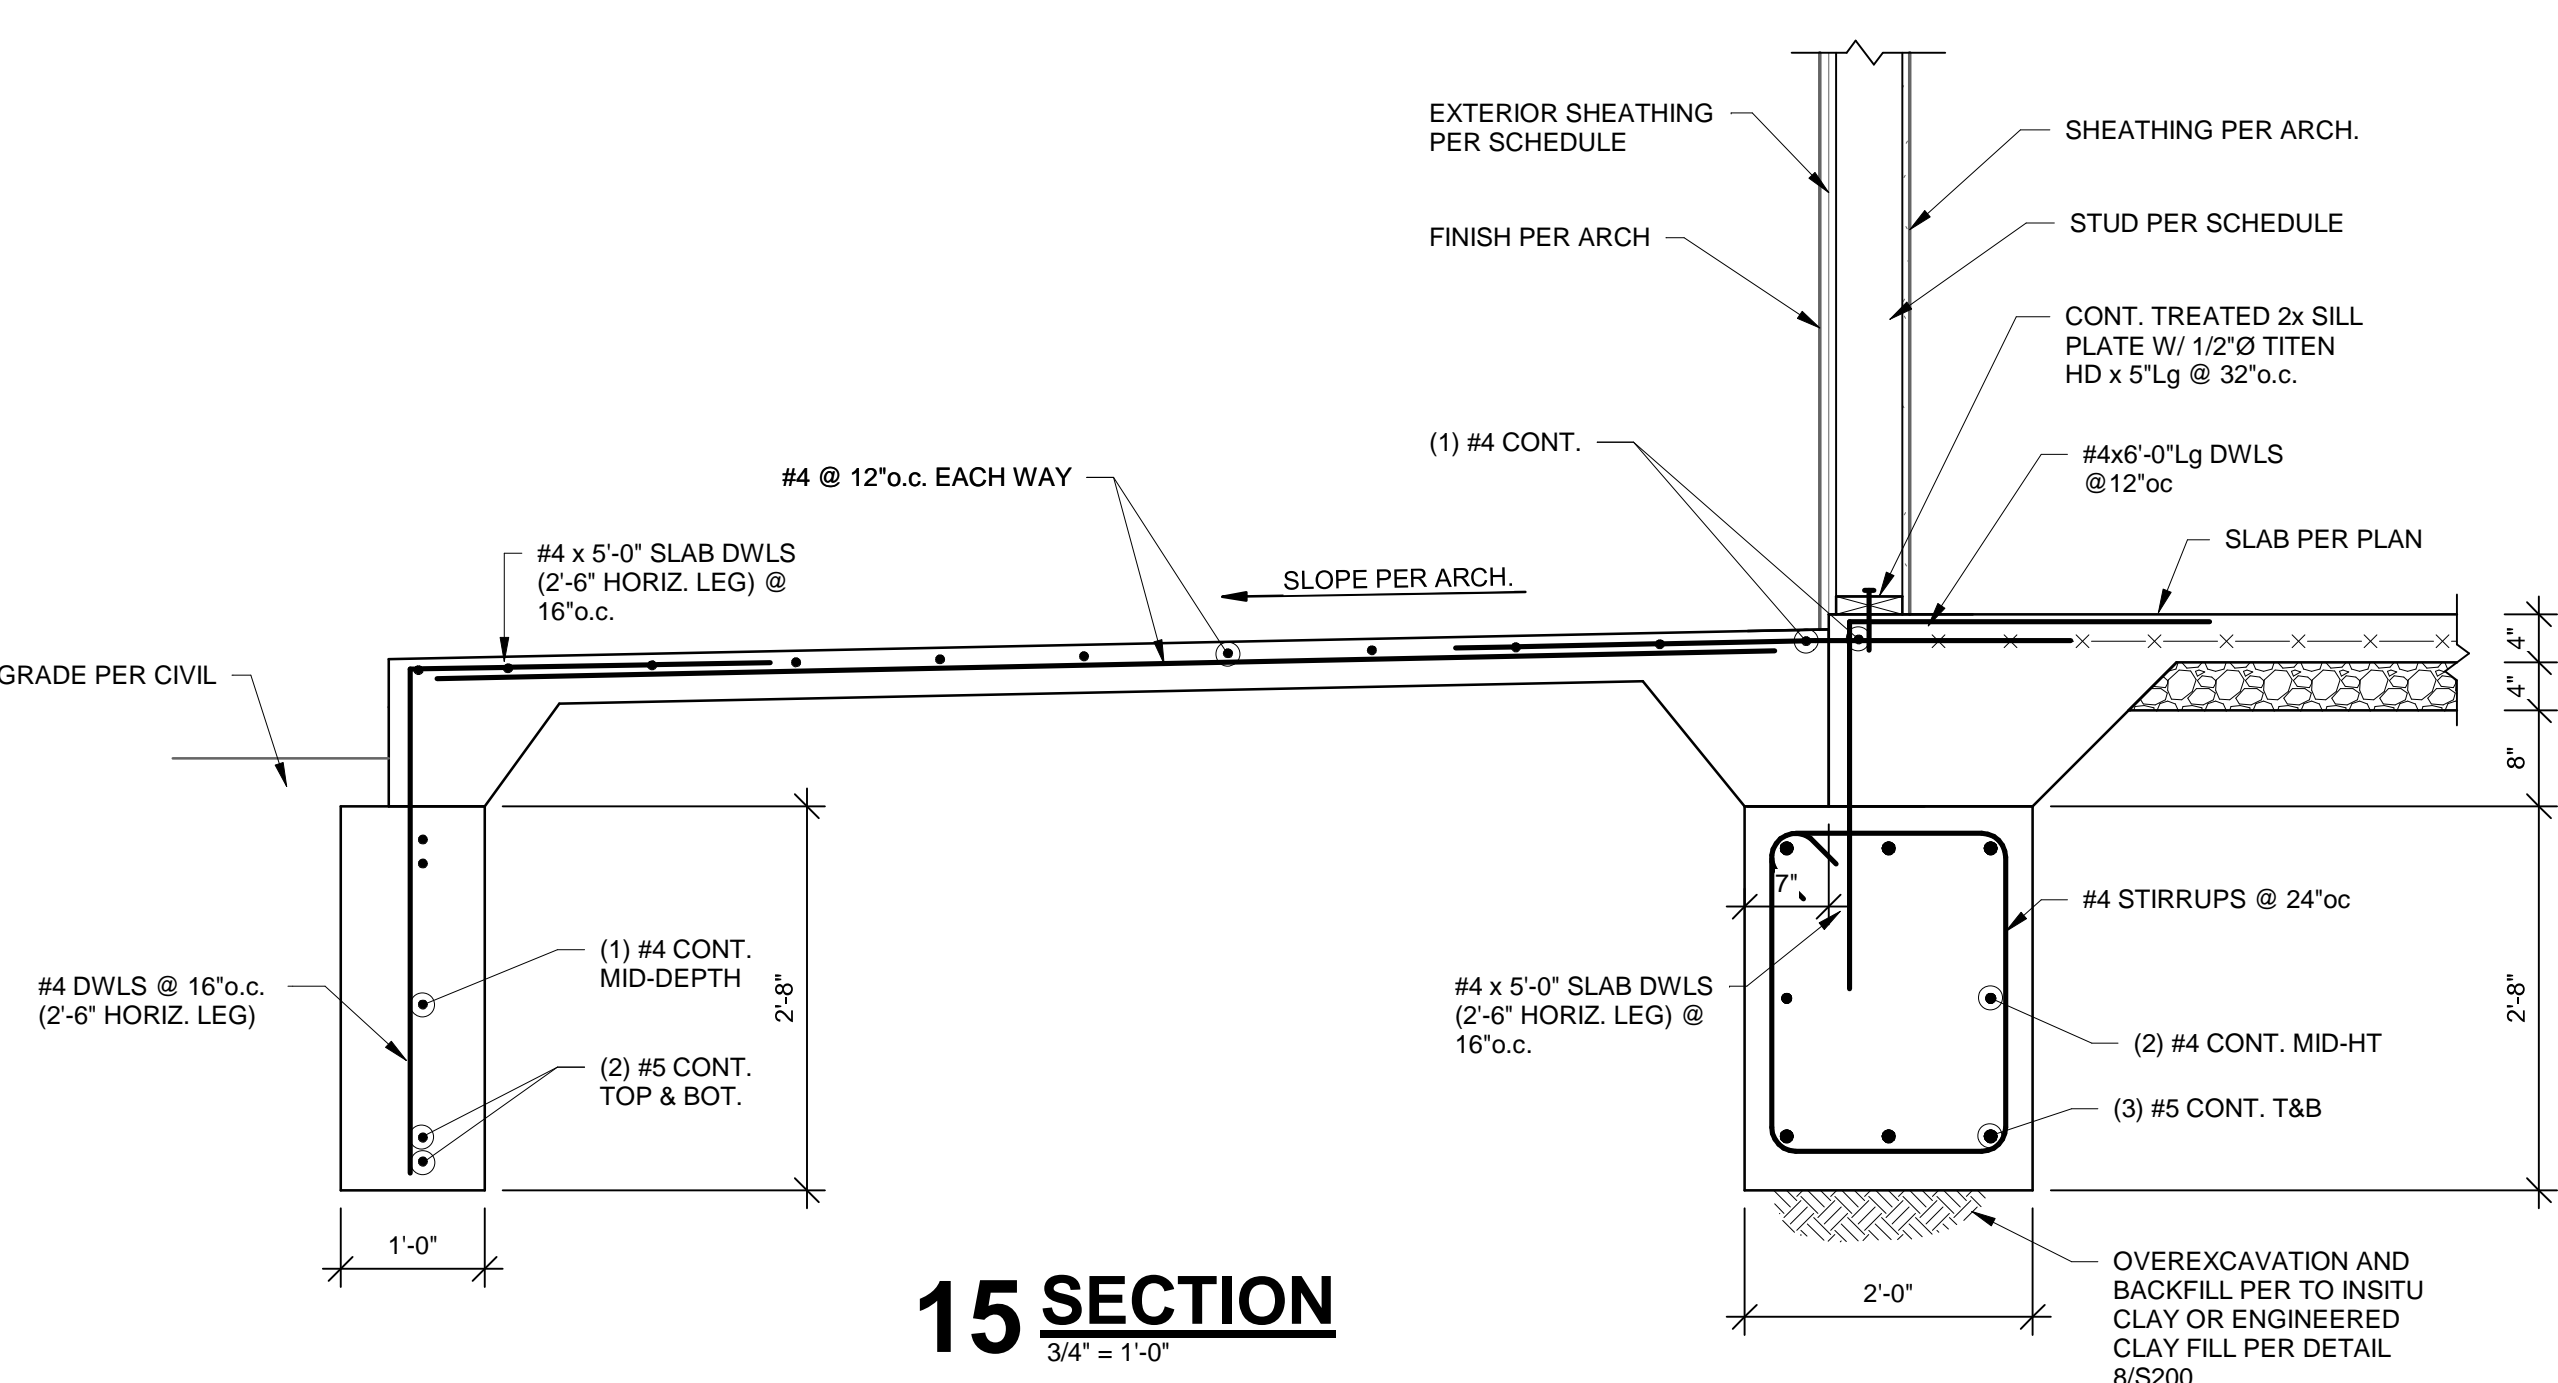 EXTERIOR SHEATHING
PER SCHEDULE
SHEATHING PER ARCH.
FINISH PER ARCH
STUD PER SCHEDULE
CONT. TREATED 2x SILL
PLATE W/ 1/2"Ø TITEN
HD x 5"Lg @ 32"o.c.
(1) #4 CONT.
#4x6'-0"Lg DWLS
@12"oc
#4 @ 12"o.c. EACH WAY
SLAB PER PLAN
#4 x 5'-0" SLAB DWLS
(2'-6" HORIZ. LEG) @
16"o.c.
SLOPE PER ARCH.
GRADE PER CIVIL
4"
4"
8"
2'-8"
7"
#4 STIRRUPS @ 24"oc
(1) #4 CONT.
MID-DEPTH
2'-8"
#4 DWLS @ 16"o.c.
(2'-6" HORIZ. LEG)
#4 x 5'-0" SLAB DWLS
(2'-6" HORIZ. LEG) @
16"o.c.
(2) #4 CONT. MID-HT
(2) #5 CONT.
TOP & BOT.
(3) #5 CONT. T&B
1'-0"
2'-0"
OVEREXCAVATION AND
BACKFILL PER TO INSITU
CLAY OR ENGINEERED
CLAY FILL PER DETAIL
8/S200
15 SECTION
3/4" = 1'-0"